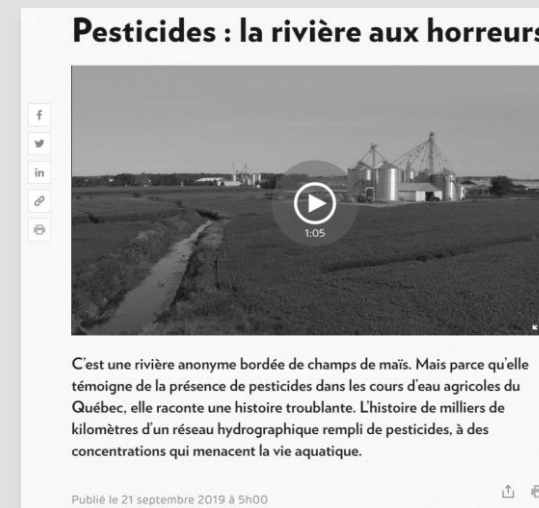 Pesticides : la rivière aux horreurs
1:05
C'est une rivière anonyme bordée de champs de maïs. Mais parce qu'elle
témoigne de la présence de pesticides dans les cours d'eau agricoles du
Québec, elle raconte une histoire troublante. L'histoire de milliers de
kilomètres d'un réseau hydrographique rempli de pesticides, à des
concentrations qui menacent la vie aquatique.
Publié le 21 septembre 2019 à 5h00